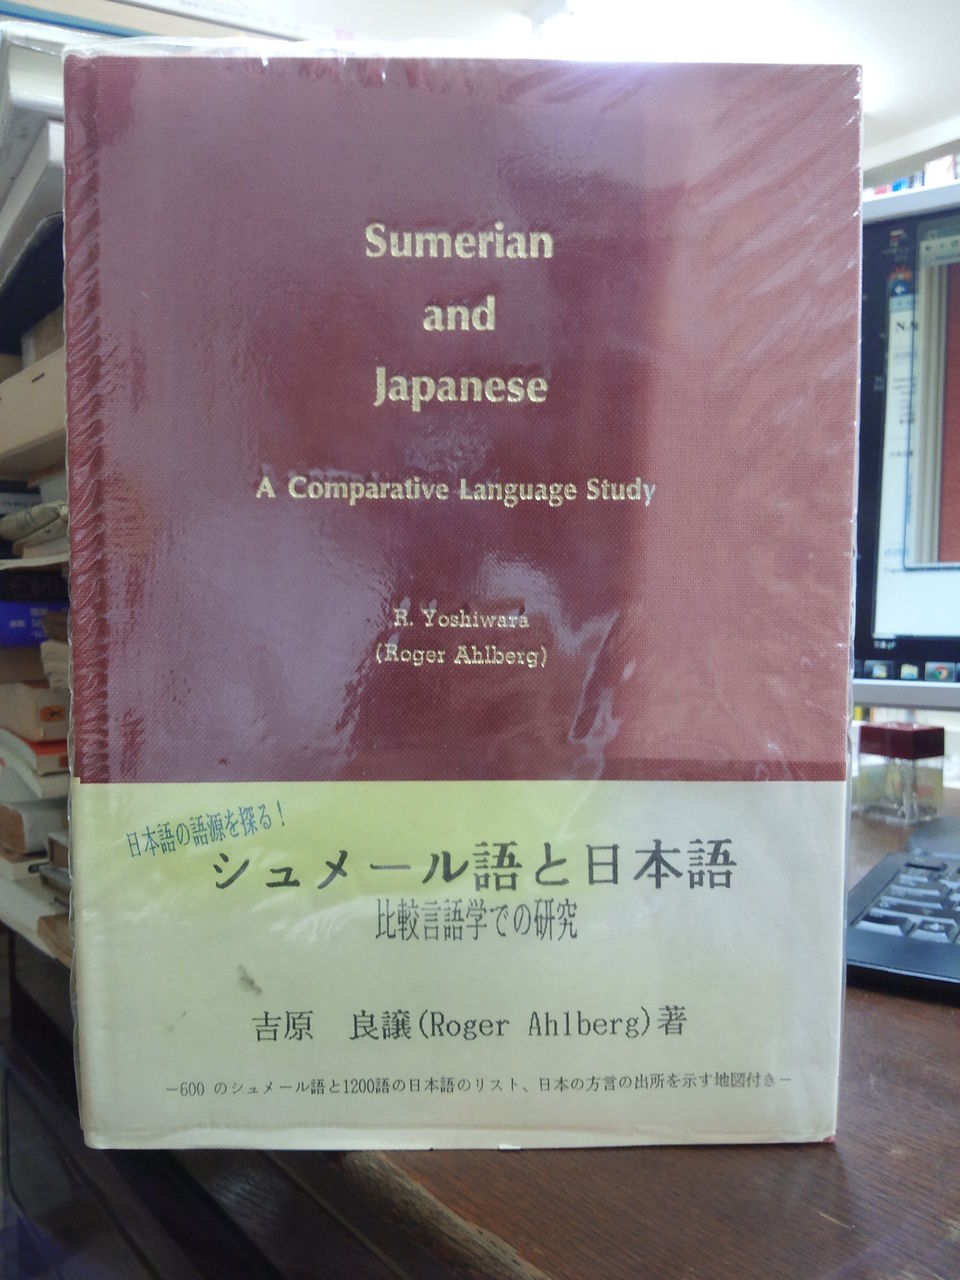 Sumerian
and
Japanese
A Comparative Language Study
R. Yoshiwara
(Roger Ahlberg)
日本語の語源を探る!
シュメール語と日本語
比較言語学での研究
吉原 良讓(Roger Ahlberg)著
－600 のシュメール語と1200語の日本語のリスト、日本の方言の出所を示す地図付き－